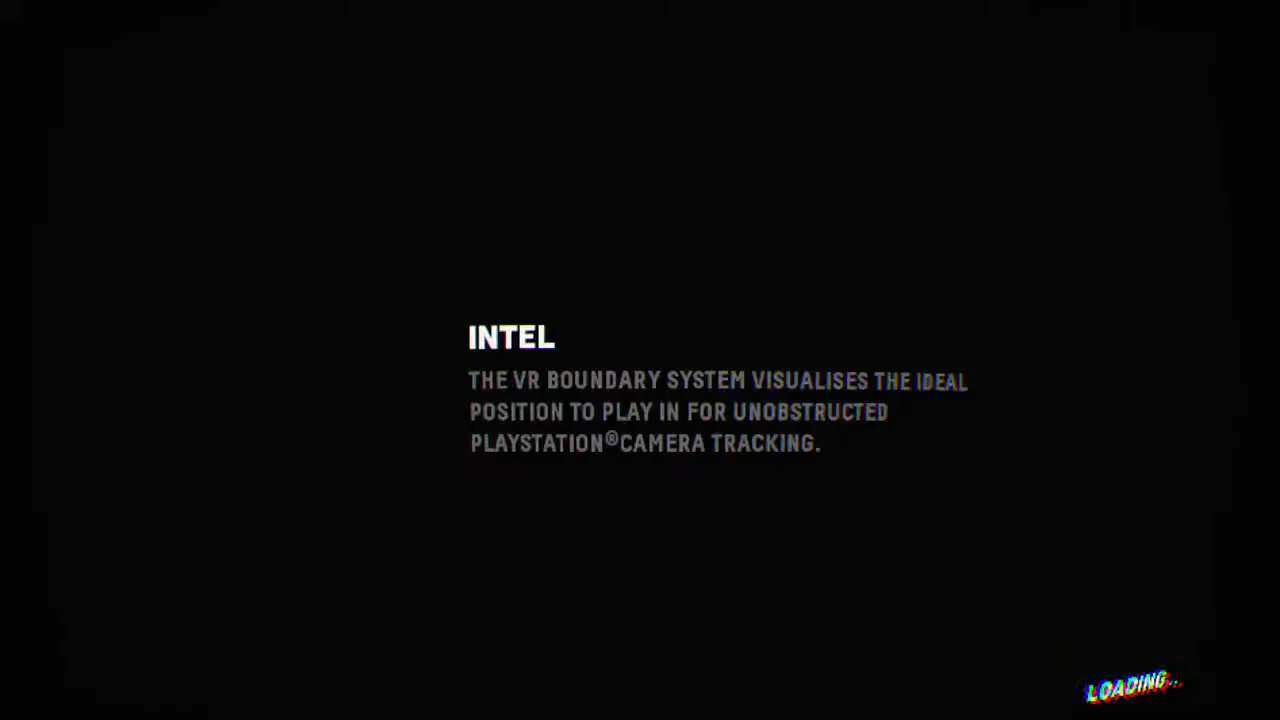 INTEL
THE VR BOUNDARY SYSTEM VISUALISES THE IDEAL
POSITION TO PLAY IN FOR UNOBSTRUCTED
PLAYSTATION®CAMERA TRACKING.
LOADING...